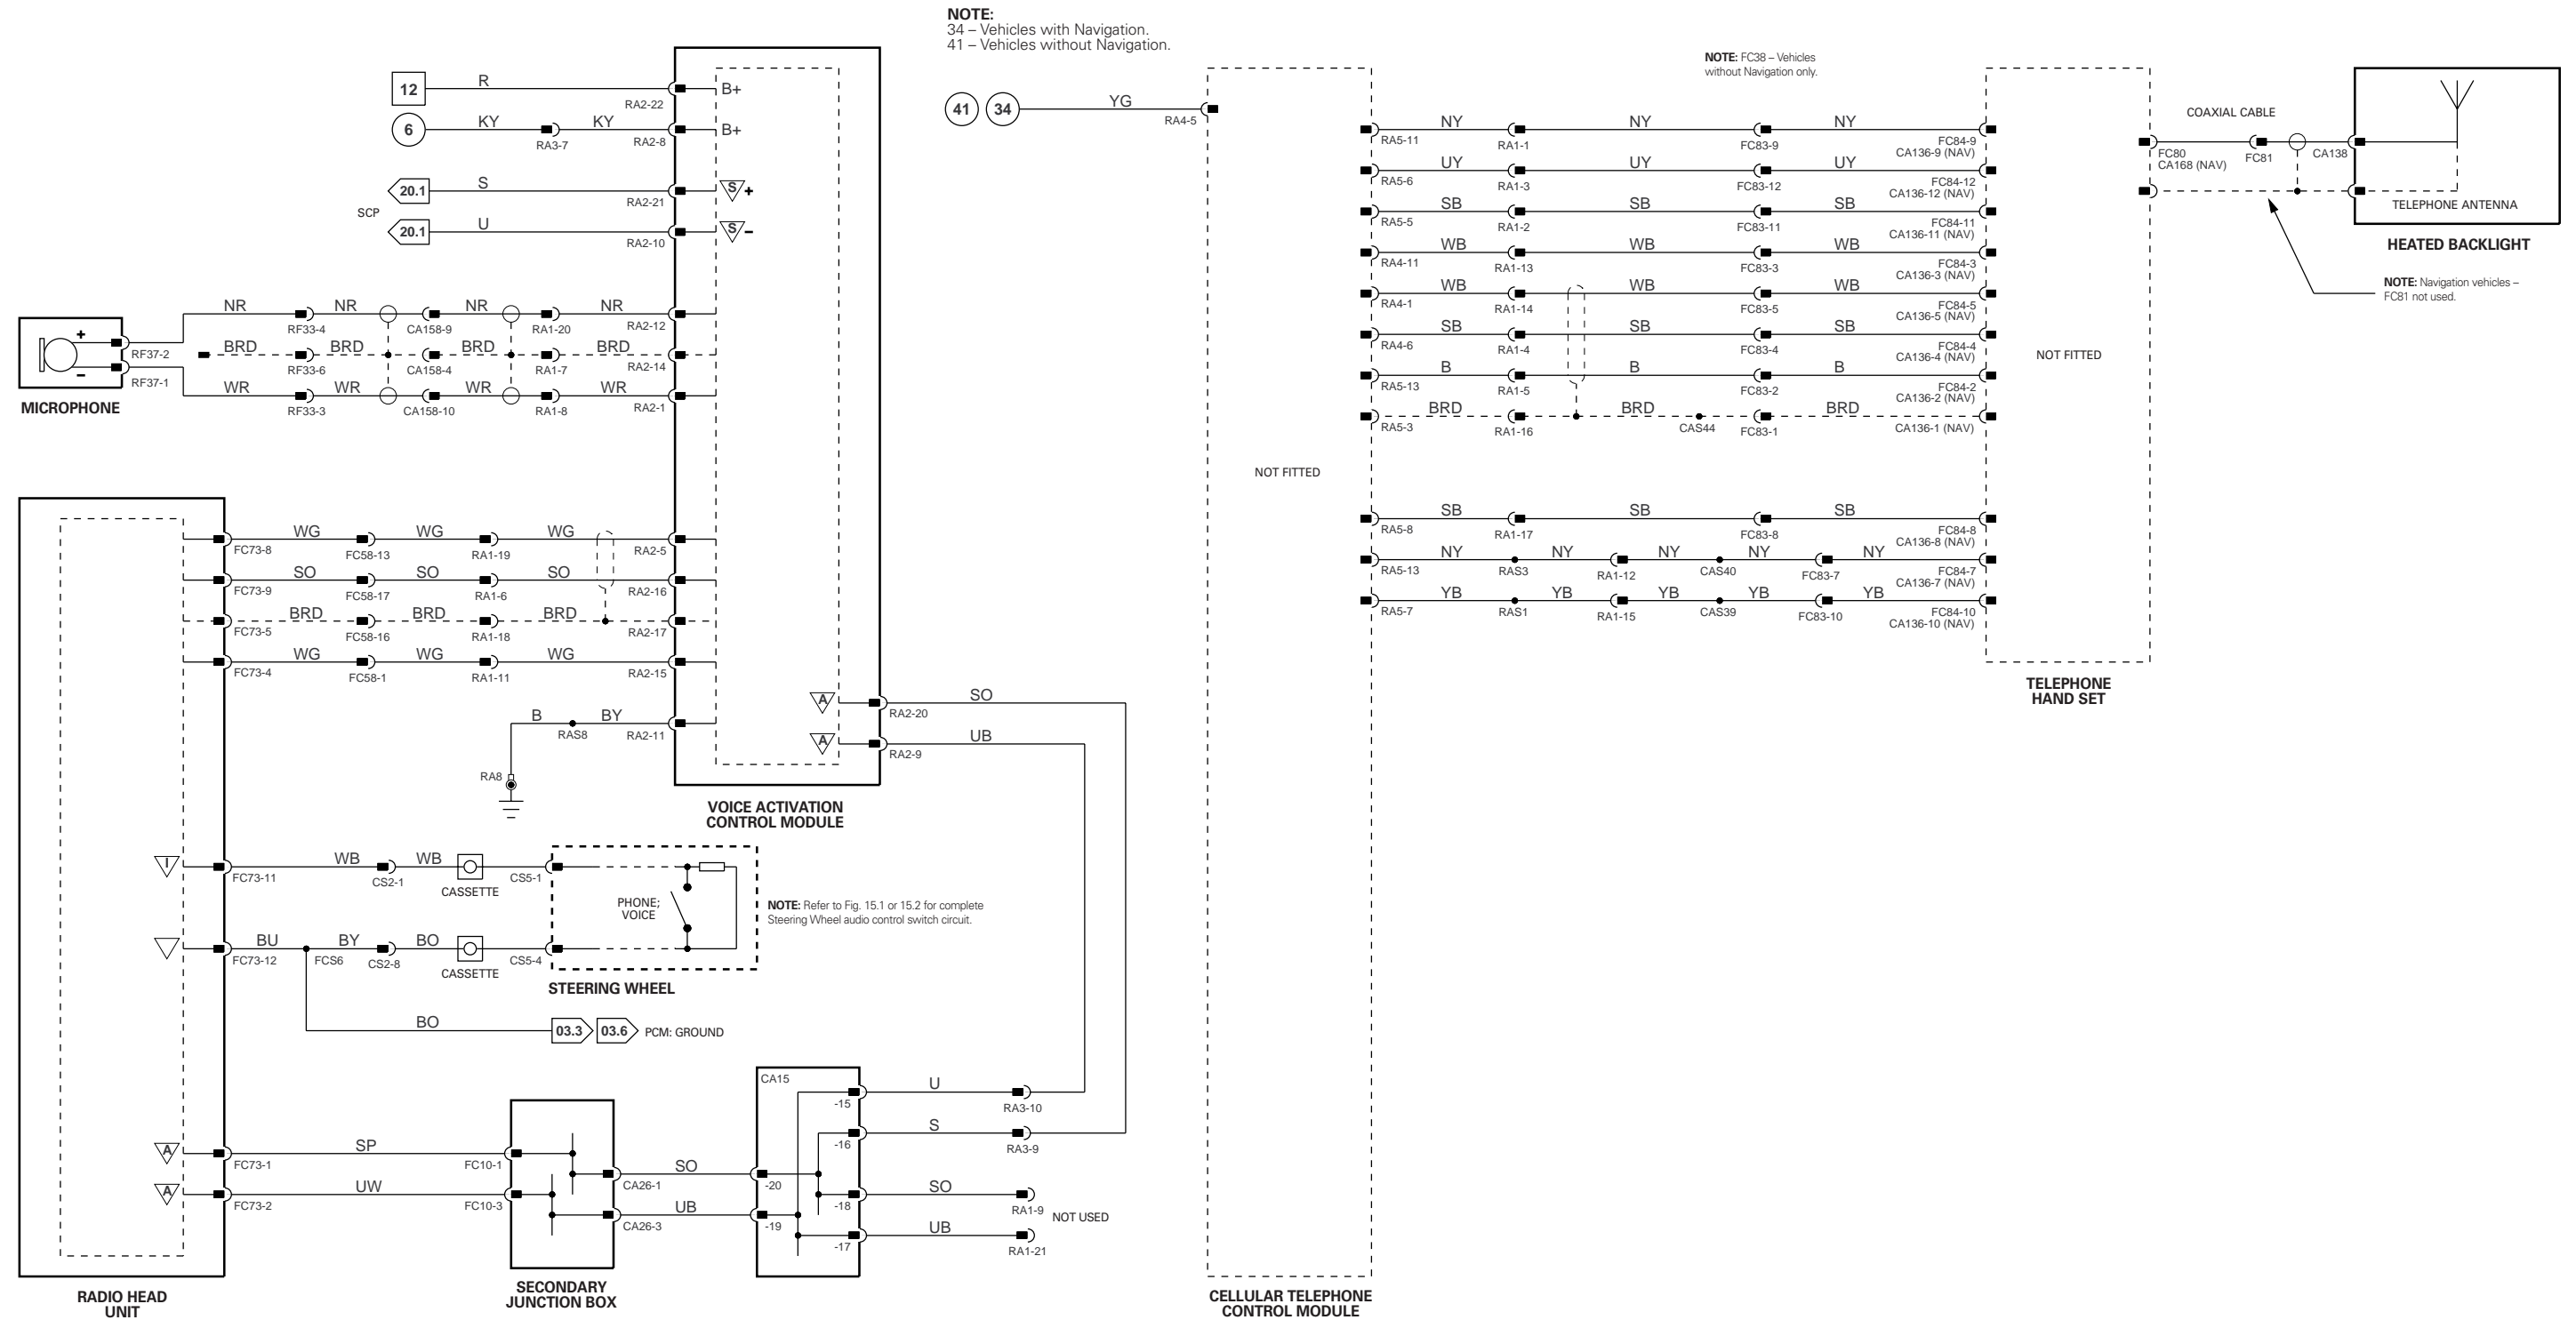 NOTE:
34 – Vehicles with Navigation.
41 – Vehicles without Navigation.
NOTE: FC38 – Vehicles
without Navigation only.
12
R
RA2-22
B+
6
KY
RA3-7
KY
RA2-8
B+
SCP
20.1
S
RA2-21
S
+
20.1
U
RA2-10
S
–
+
–
RF37-2
RF37-1
MICROPHONE
NR
RF33-4
NR
CA158-9
NR
RA1-20
NR
RA2-12
BRD
RF33-6
BRD
CA158-4
BRD
RA1-7
BRD
RA2-14
WR
RF33-3
WR
CA158-10
WR
RA1-8
WR
RA2-1
FC73-8
WG
FC58-13
WG
RA1-19
WG
RA2-5
FC73-9
SO
FC58-17
SO
RA1-6
SO
RA2-16
FC73-5
BRD
FC58-16
BRD
RA1-18
BRD
RA2-17
FC73-4
WG
FC58-1
WG
RA1-11
WG
RA2-15
B
RAS8
BY
RA2-11
RA8
A
RA2-20
SO
A
RA2-9
UB
VOICE ACTIVATION
CONTROL MODULE
I
FC73-11
WB
CS2-1
WB
CASSETTE
CS5-1
FC73-12
BU
FCS6
BY
CS2-8
BO
CASSETTE
CS5-4
PHONE;
VOICE
STEERING WHEEL
NOTE: Refer to Fig. 15.1 or 15.2 for complete
Steering Wheel audio control switch circuit.
BO
03.3
03.6
PCM: GROUND
A
FC73-1
SP
FC10-1
A
FC73-2
UW
FC10-3
RADIO HEAD
UNIT
CA26-1
SO
CA26-3
UB
SECONDARY
JUNCTION BOX
CA15
-20
-19
-15
-16
-18
-17
U
RA3-10
S
RA3-9
SO
RA1-9
UB
RA1-21
NOT USED
41
34
YG
RA4-5
NOT FITTED
CELLULAR TELEPHONE
CONTROL MODULE
RA5-11
NY
RA1-1
NY
FC83-9
NY
FC84-9
CA136-9 (NAV)
RA5-6
UY
RA1-3
UY
FC83-12
UY
FC84-12
CA136-12 (NAV)
RA5-5
SB
RA1-2
SB
FC83-11
SB
FC84-11
CA136-11 (NAV)
RA4-11
WB
RA1-13
WB
FC83-3
WB
FC84-3
CA136-3 (NAV)
RA4-1
WB
RA1-14
WB
FC83-5
WB
FC84-5
CA136-5 (NAV)
RA4-6
SB
RA1-4
SB
FC83-4
SB
FC84-4
CA136-4 (NAV)
RA5-13
B
RA1-5
B
FC83-2
B
FC84-2
CA136-2 (NAV)
RA5-3
BRD
RA1-16
BRD
CAS44
FC83-1
BRD
CA136-1 (NAV)
RA5-8
SB
RA1-17
SB
FC83-8
SB
FC84-8
CA136-8 (NAV)
RA5-13
NY
RAS3
NY
RA1-12
NY
CAS40
NY
FC83-7
NY
FC84-7
CA136-7 (NAV)
RA5-7
YB
RAS1
YB
RA1-15
YB
CAS39
YB
FC83-10
YB
FC84-10
CA136-10 (NAV)
NOT FITTED
TELEPHONE
HAND SET
COAXIAL CABLE
FC80
CA168 (NAV)
FC81
CA138
TELEPHONE ANTENNA
HEATED BACKLIGHT
NOTE: Navigation vehicles –
FC81 not used.